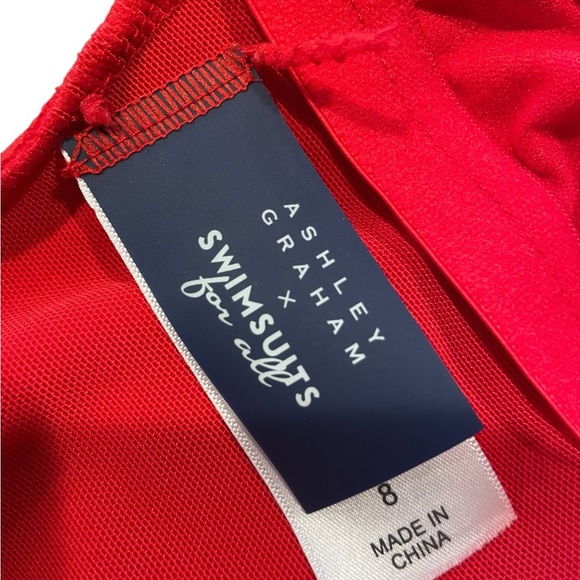 ASHLEY
GRAHAM
×
SWIMSUITS
for all
8
MADE IN
CHINA